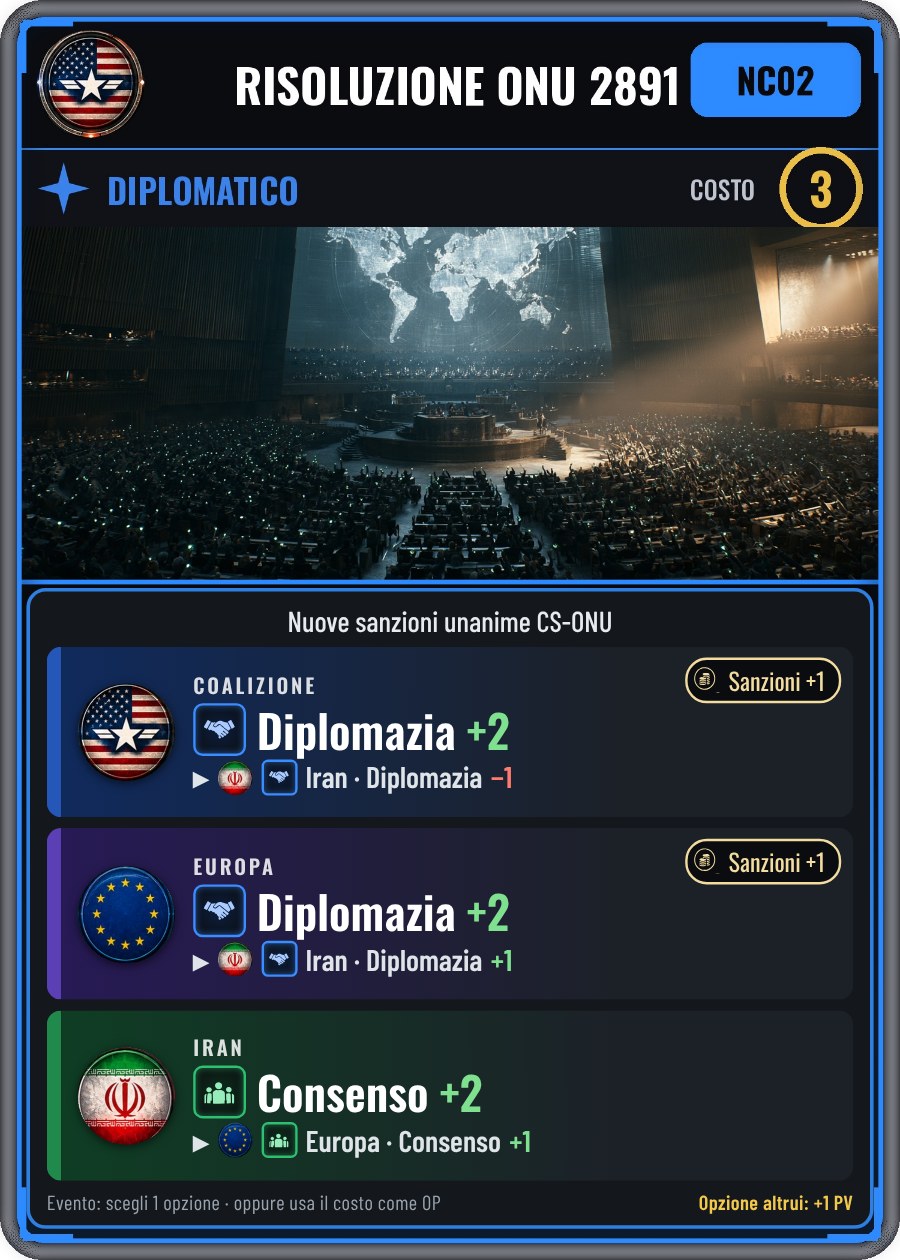 RISOLUZIONE ONU 2891 NC02
DIPLOMATICO COSTO 3
Nuove sanzioni unanime CS-ONU
COALIZIONE Sanzioni +1
Diplomazia +2
▶ Iran · Diplomazia −1
EUROPA Sanzioni +1
Diplomazia +2
▶ Iran · Diplomazia +1
IRAN
Consenso +2
▶ Europa · Consenso +1
Evento: scegli 1 opzione · oppure usa il costo come OP Opzione altrui: +1 PV